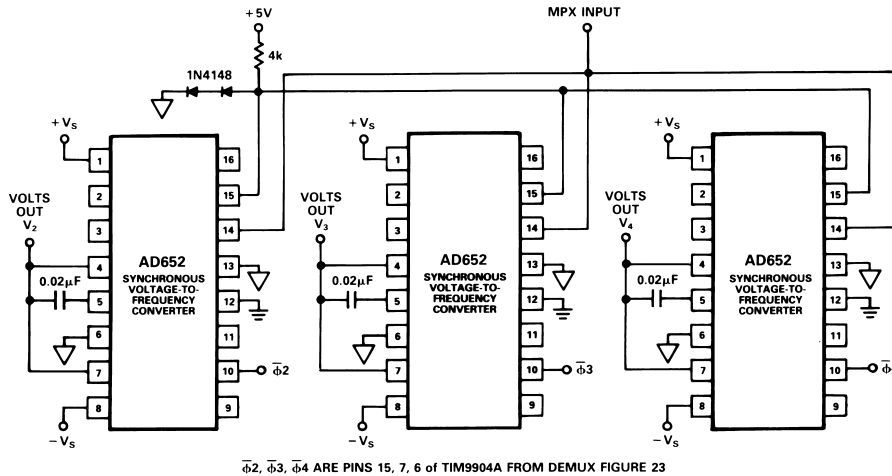 +5V
MPX INPUT
4k
1N4148
+VS
1
2
3
4
5
6
7
8
16
15
14
13
12
11
10
9
VOLTS
OUT
V2
0.02µF
AD652
SYNCHRONOUS
VOLTAGE-TO-
FREQUENCY
CONVERTER
ϕ̅2
−VS
+VS
1
2
3
4
5
6
7
8
16
15
14
13
12
11
10
9
VOLTS
OUT
V3
0.02µF
AD652
SYNCHRONOUS
VOLTAGE-TO-
FREQUENCY
CONVERTER
ϕ̅3
−VS
+VS
1
2
3
4
5
6
7
8
16
15
14
13
12
11
10
9
VOLTS
OUT
V4
0.02µF
AD652
SYNCHRONOUS
VOLTAGE-TO-
FREQUENCY
CONVERTER
−VS
ϕ̅2, ϕ̅3, ϕ̅4 ARE PINS 15, 7, 6 of TIM9904A FROM DEMUX FIGURE 23